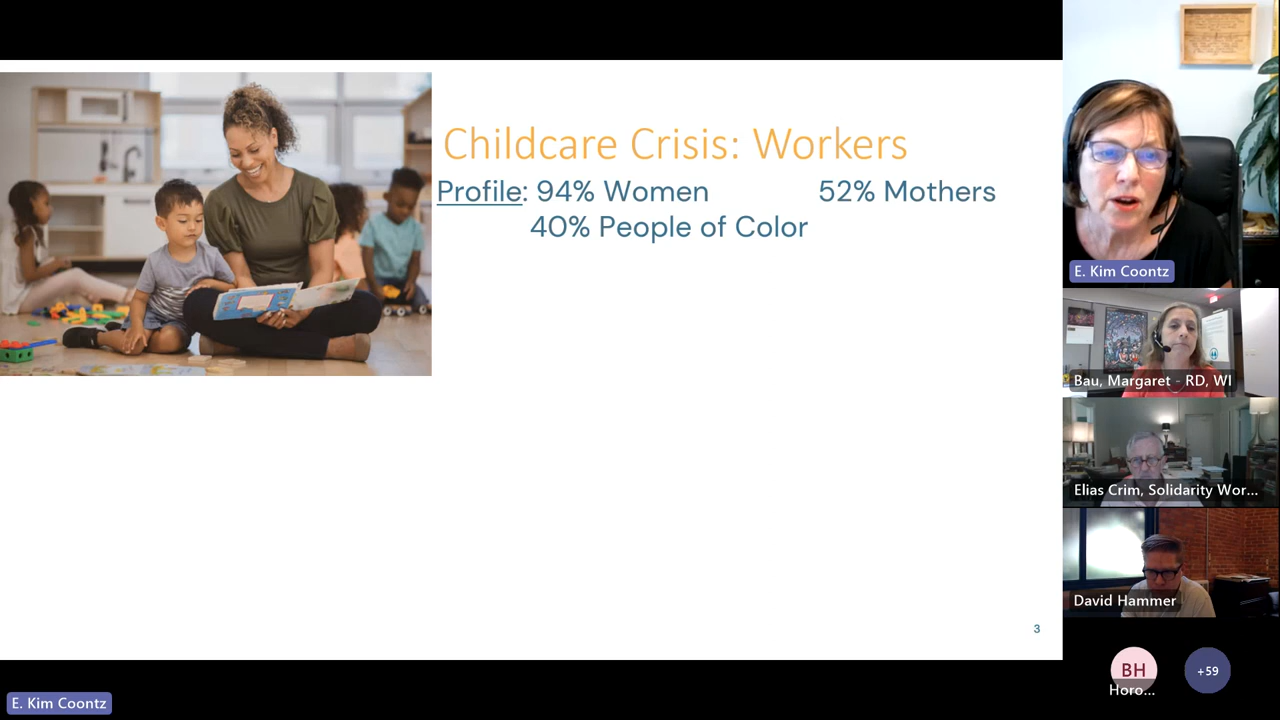 Childcare Crisis: Workers
Profile: 94% Women 52% Mothers
40% People of Color
3
E. Kim Coontz
Bau, Margaret - RD, WI
Elias Crim, Solidarity Wor...
David Hammer
BH
Horo...
+59
E. Kim Coontz